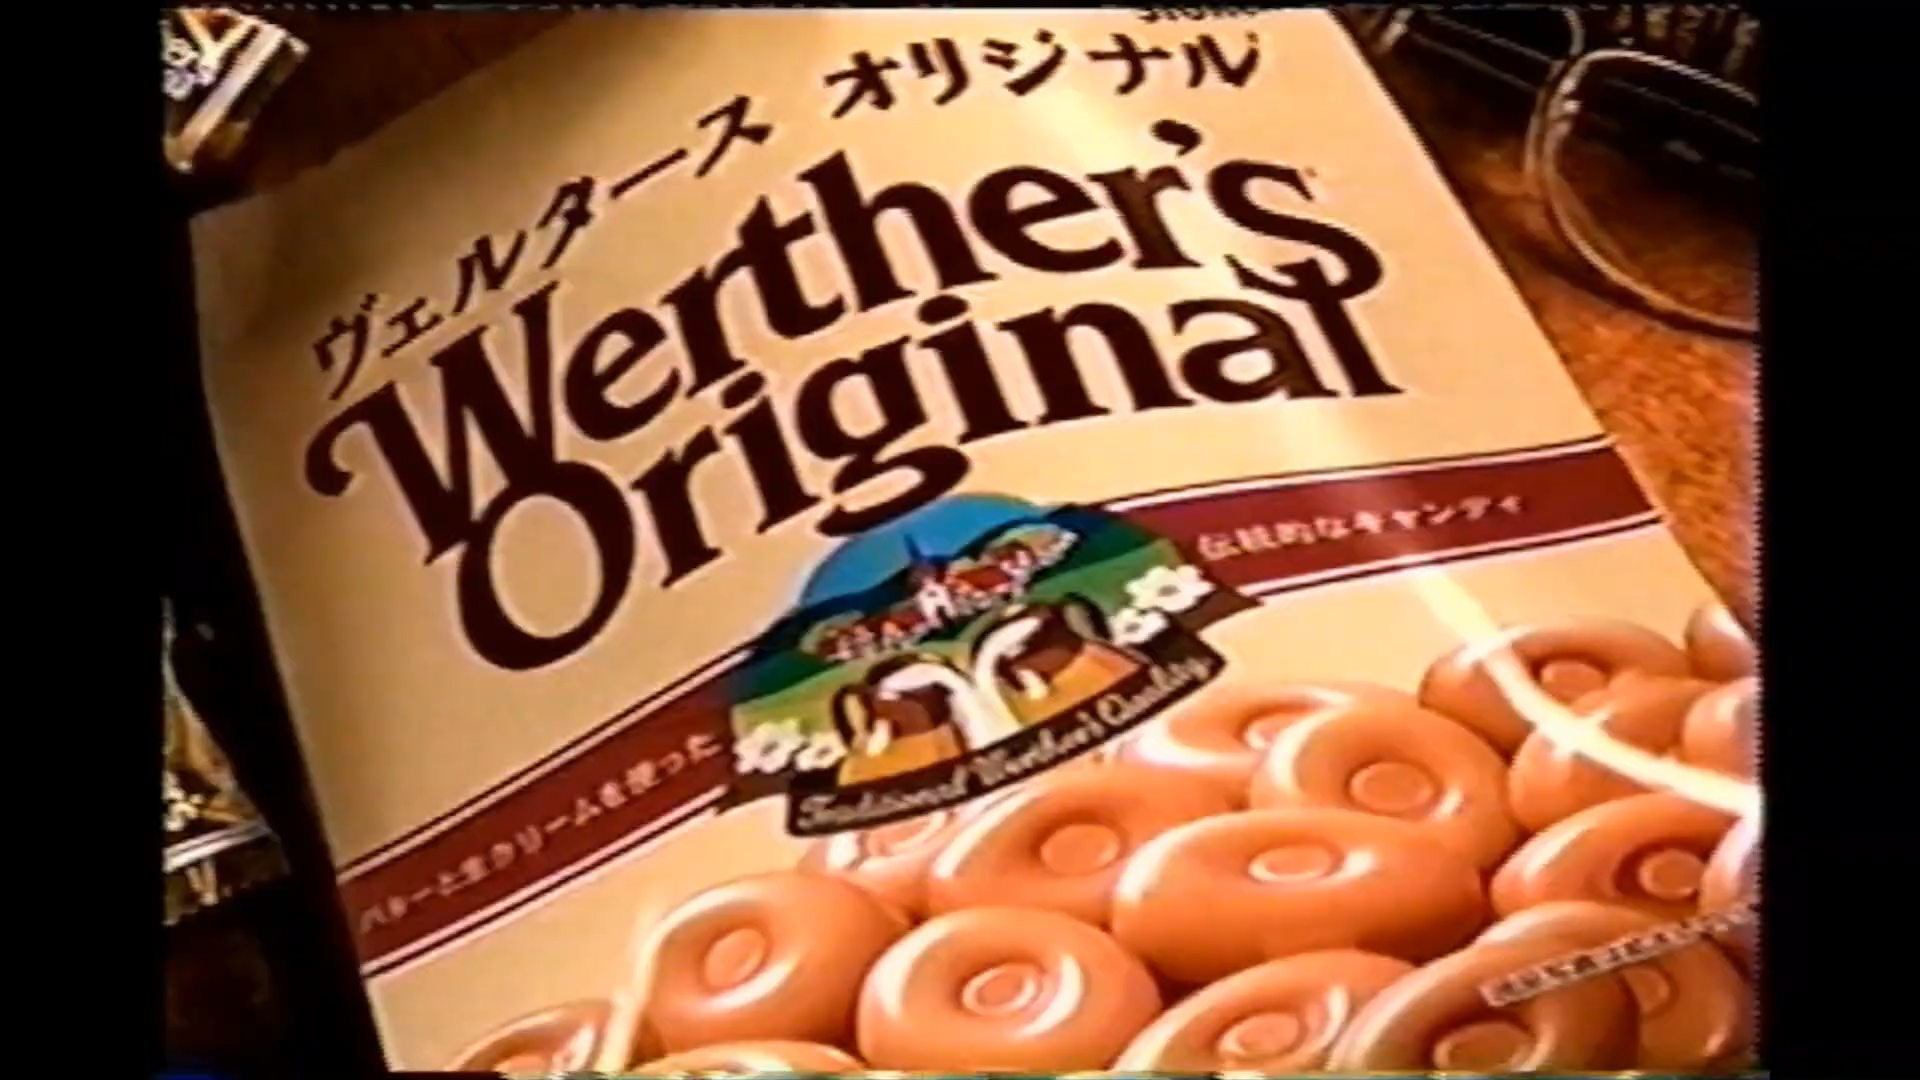 ヴェルタース オリジナル
Werther's
Original
伝統的なキャンディ
バターと生クリームを使った
Traditional Werther's Quality